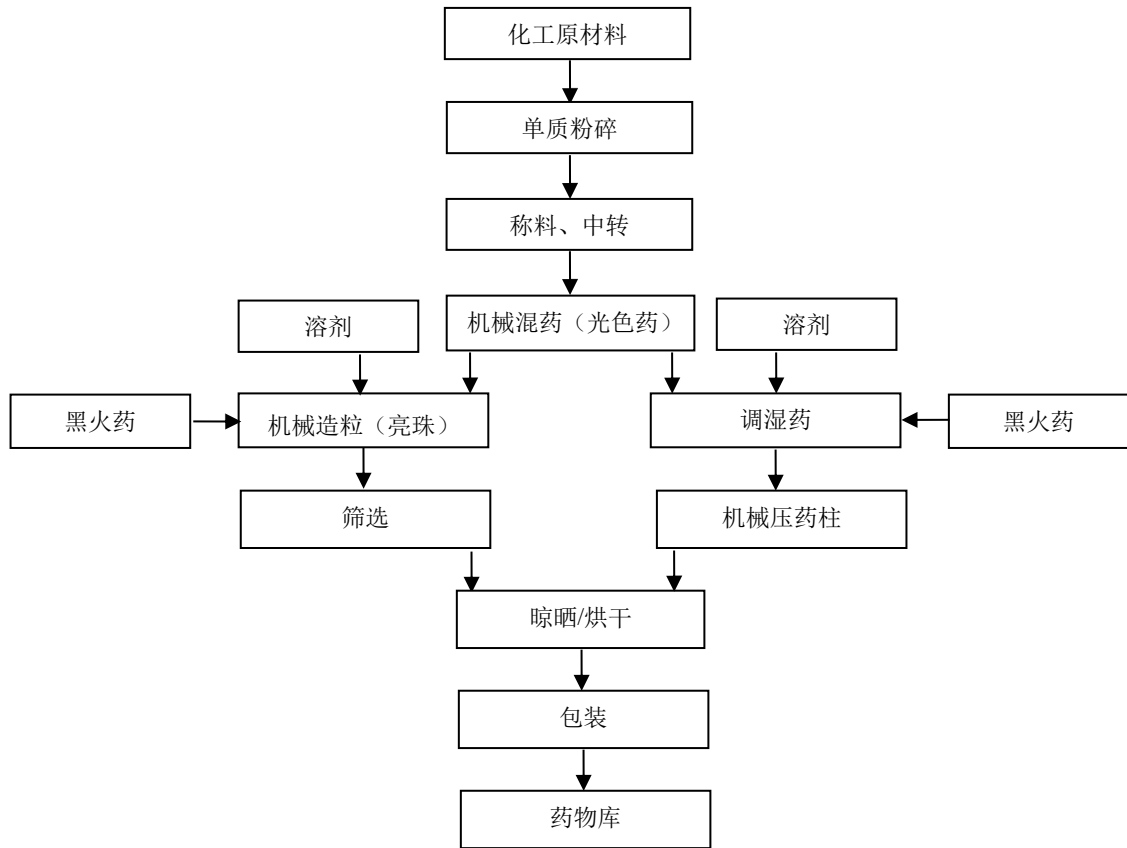 化工原材料
单质粉碎
称料、中转
机械混药（光色药）
溶剂
溶剂
黑火药
机械造粒（亮珠）
调湿药
黑火药
筛选
机械压药柱
晾晒/烘干
包装
药物库